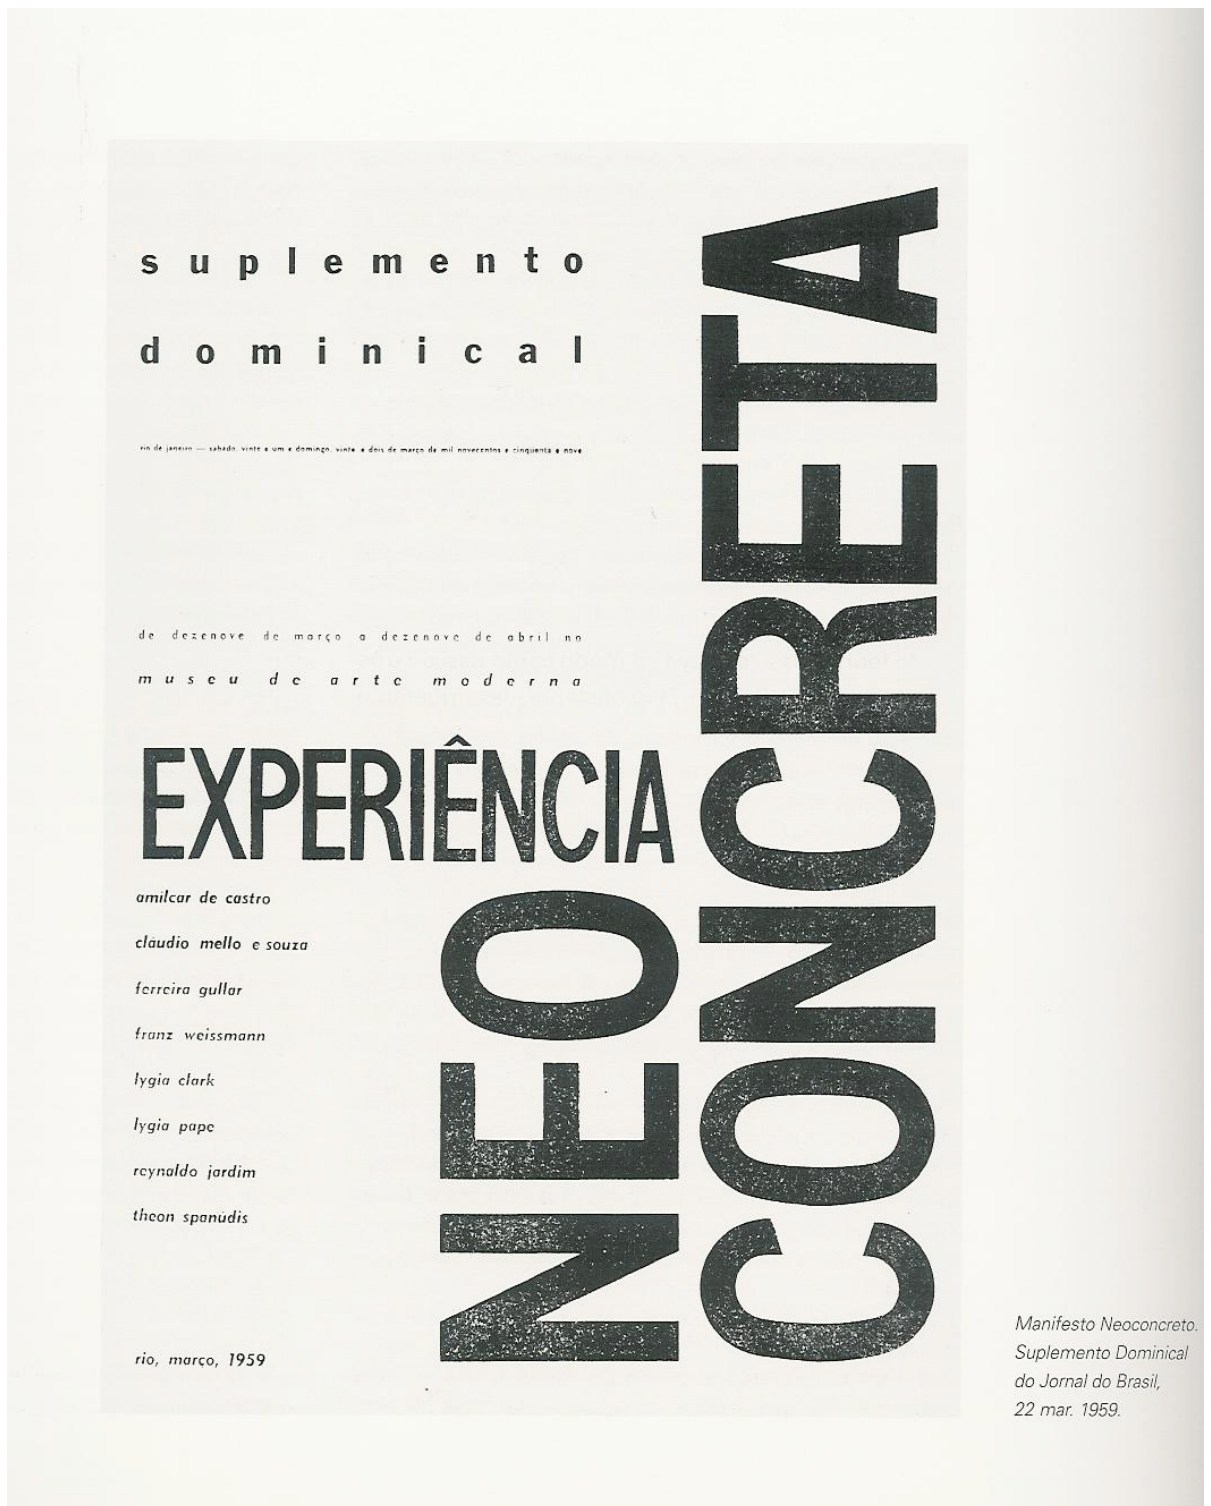 suplemento
dominical
rio de janeiro — sábado, vinte e um e domingo, vinte e dois de março de mil novecentos e cinqüenta e nove
de dezenove de março a dezenove de abril no
museu de arte moderna
EXPERIÊNCIA
NEO
CONCRETA
amilcar de castro
cláudio mello e souza
ferreira gullar
franz weissmann
lygia clark
lygia pape
reynaldo jardim
theon spanúdis
rio, março, 1959
Manifesto Neoconcreto.
Suplemento Dominical
do Jornal do Brasil,
22 mar. 1959.